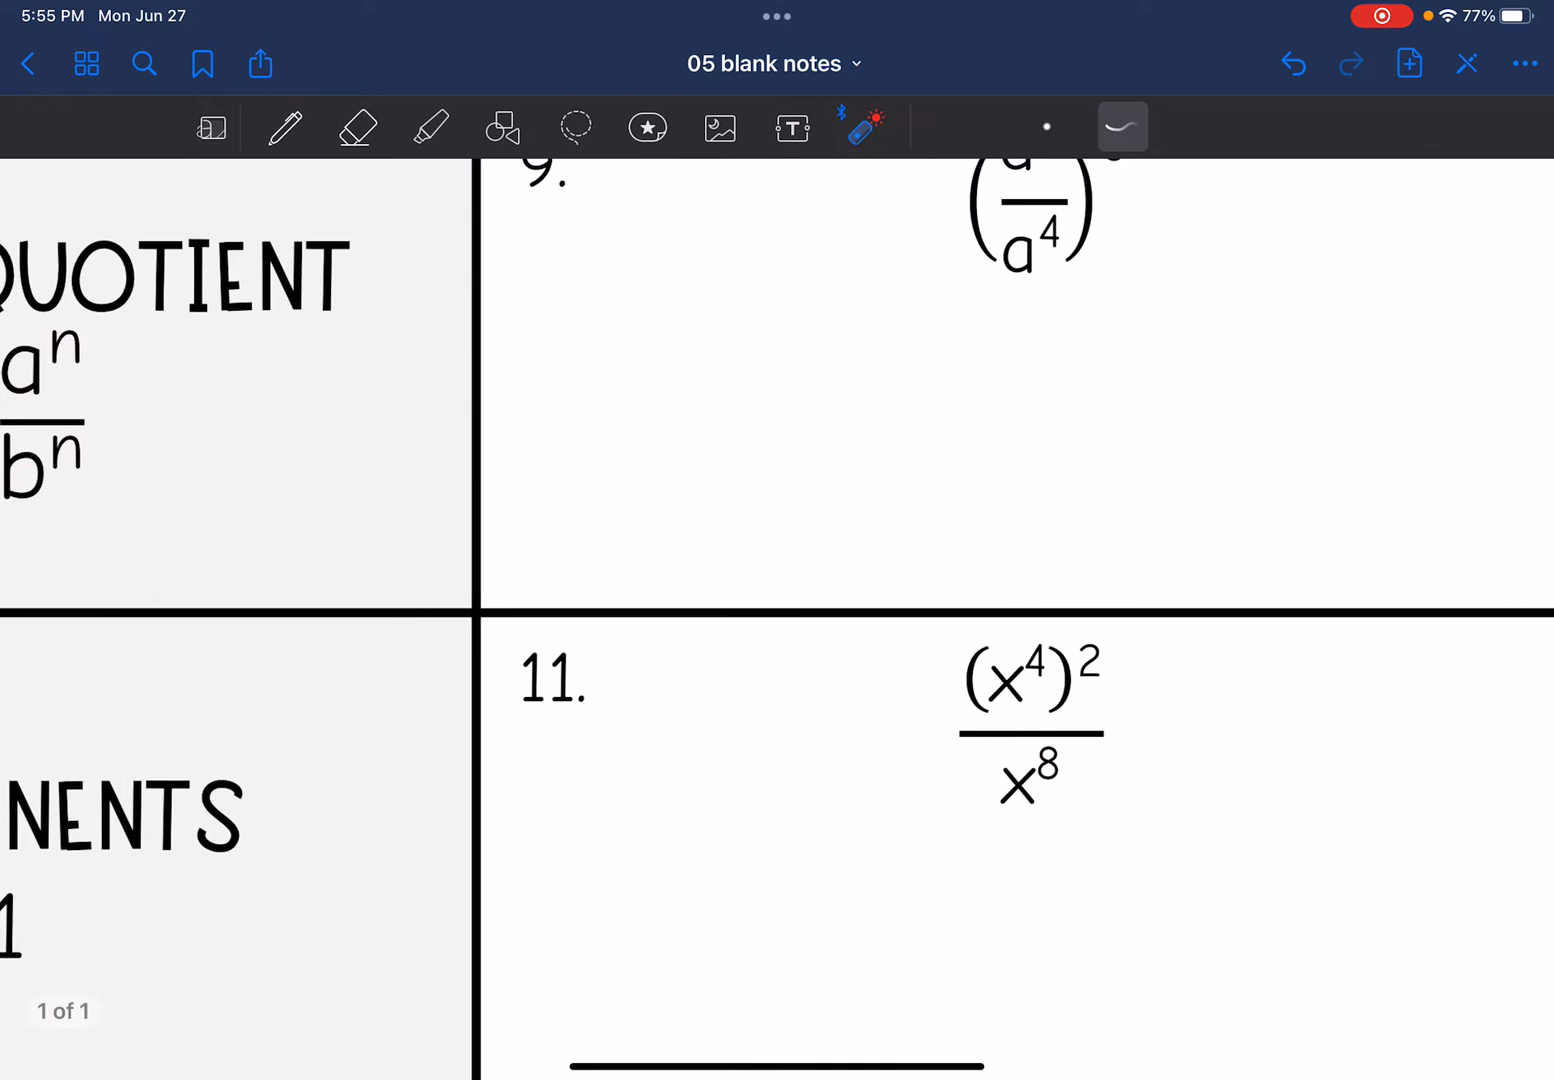 5:55 PM Mon Jun 27
77%
05 blank notes
T
QUOTIENT
aⁿ
bⁿ
NENTS
1
1 of 1
9.
(a
a⁴)
11.
(x⁴)²
x⁸